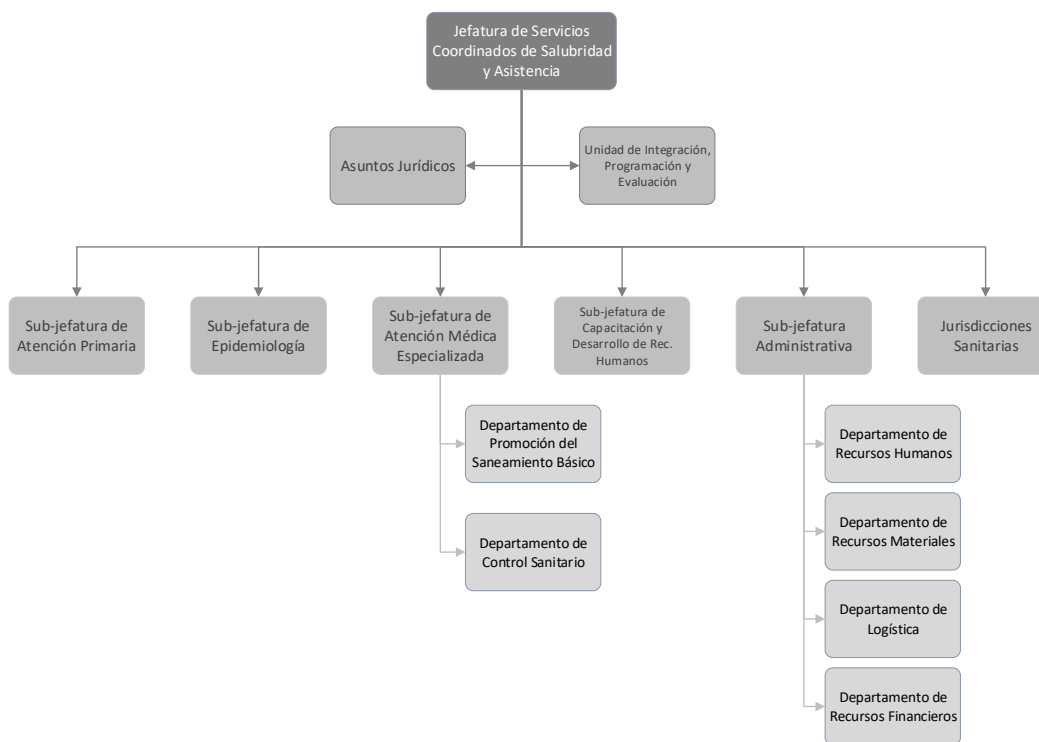 Jefatura de Servicios
Coordinados de Salubridad
y Asistencia
Asuntos Jurídicos
Unidad de Integración,
Programación y
Evaluación
Sub-jefatura de
Atención Primaria
Sub-jefatura de
Epidemiología
Sub-jefatura de
Atención Médica
Especializada
Sub-jefatura de
Capacitación y
Desarrollo de Rec.
Humanos
Sub-jefatura
Administrativa
Jurisdicciones
Sanitarias
Departamento de
Promoción del
Saneamiento Básico
Departamento de
Control Sanitario
Departamento de
Recursos Humanos
Departamento de
Recursos Materiales
Departamento de
Logística
Departamento de
Recursos Financieros